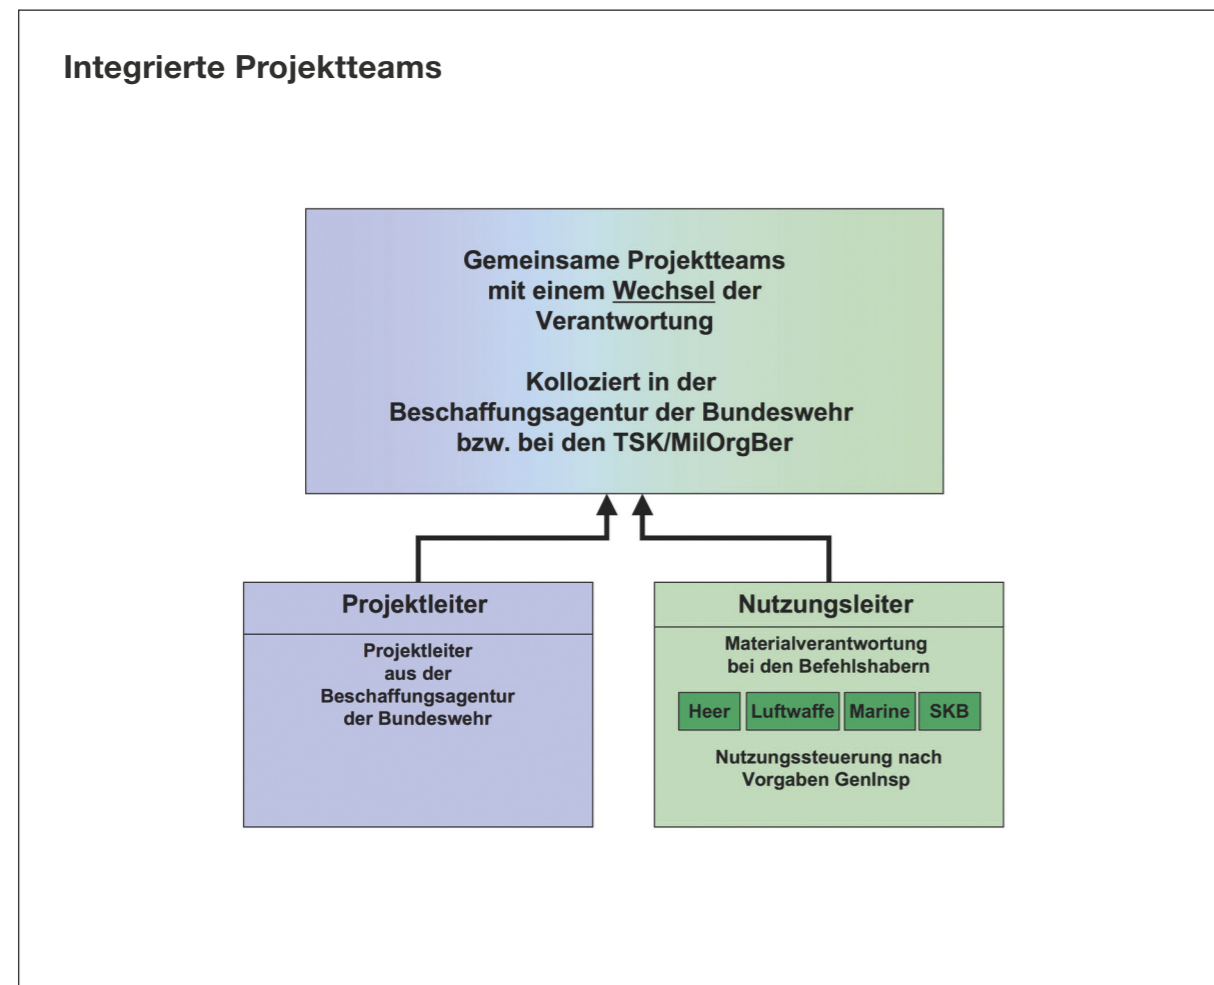 Integrierte Projektteams
Gemeinsame Projektteams
mit einem Wechsel der
Verantwortung
Kolloziert in der
Beschaffungsagentur der Bundeswehr
bzw. bei den TSK/MilOrgBer
Projektleiter
Projektleiter
aus der
Beschaffungsagentur
der Bundeswehr
Nutzungsleiter
Materialverantwortung
bei den Befehlshabern
Heer Luftwaffe Marine SKB
Nutzungssteuerung nach
Vorgaben GenInsp